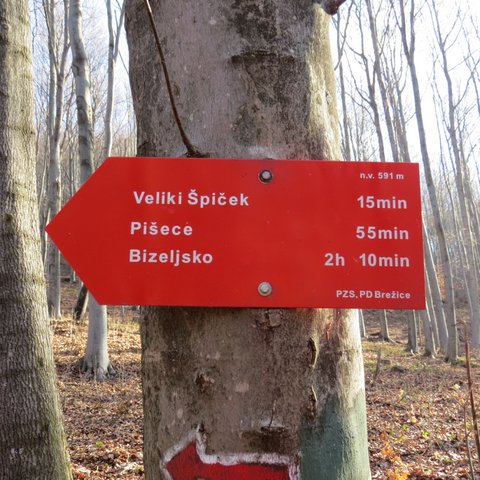 n.v. 591 m
Veliki Špiček 15min
Pišece 55min
Bizeljsko 2h 10min
PZS, PD Brežice